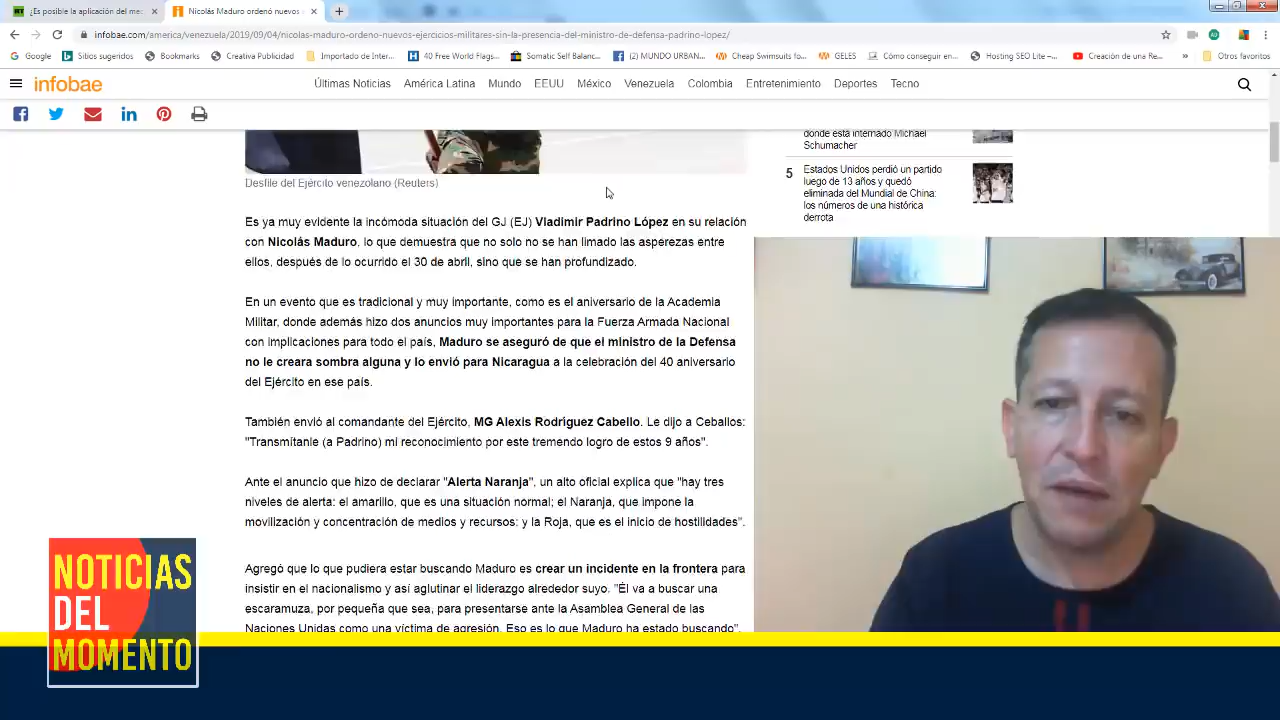 ¿Es posible la aplicación del me
Nicolás Maduro ordenó nuevos
infobae.com/america/venezuela/2019/09/04/nicolas-maduro-ordeno-nuevos-ejercicios-militares-sin-la-presencia-del-ministro-de-defensa-padrino-lopez/
Google Sitios sugeridos Bookmarks Creativa Publicidad Importado de Inter... 40 Free World Flags... Somatic Self Balanc... (2) MUNDO URBAN... Cheap Swimsuits fo... GELES Cómo conseguir en... Hosting SEO Lite –... Creación de una Re... Otros favoritos
infobae
Últimas Noticias América Latina Mundo EEUU México Venezuela Colombia Entretenimiento Deportes Tecno
donde está internado Michael
Schumacher
5 Estados Unidos perdió un partido
luego de 13 años y quedó
eliminada del Mundial de China:
los números de una histórica
derrota
Desfile del Ejército venezolano (Reuters)
Es ya muy evidente la incómoda situación del GJ (EJ) Vladimir Padrino López en su relación
con Nicolás Maduro, lo que demuestra que no solo no se han limado las asperezas entre
ellos, después de lo ocurrido el 30 de abril, sino que se han profundizado.
En un evento que es tradicional y muy importante, como es el aniversario de la Academia
Militar, donde además hizo dos anuncios muy importantes para la Fuerza Armada Nacional
con implicaciones para todo el país, Maduro se aseguró de que el ministro de la Defensa
no le creara sombra alguna y lo envió para Nicaragua a la celebración del 40 aniversario
del Ejército en ese país.
También envió al comandante del Ejército, MG Alexis Rodríguez Cabello. Le dijo a Ceballos:
"Transmítanle (a Padrino) mi reconocimiento por este tremendo logro de estos 9 años".
Ante el anuncio que hizo de declarar "Alerta Naranja", un alto oficial explica que "hay tres
niveles de alerta: el amarillo, que es una situación normal; el Naranja, que impone la
movilización y concentración de medios y recursos: y la Roja, que es el inicio de hostilidades".
Agregó que lo que pudiera estar buscando Maduro es crear un incidente en la frontera para
insistir en el nacionalismo y así aglutinar el liderazgo alrededor suyo. "Él va a buscar una
escaramuza, por pequeña que sea, para presentarse ante la Asamblea General de las
Naciones Unidas como una víctima de agresión. Eso es lo que Maduro ha estado buscando".
NOTICIAS
DEL
MOMENTO